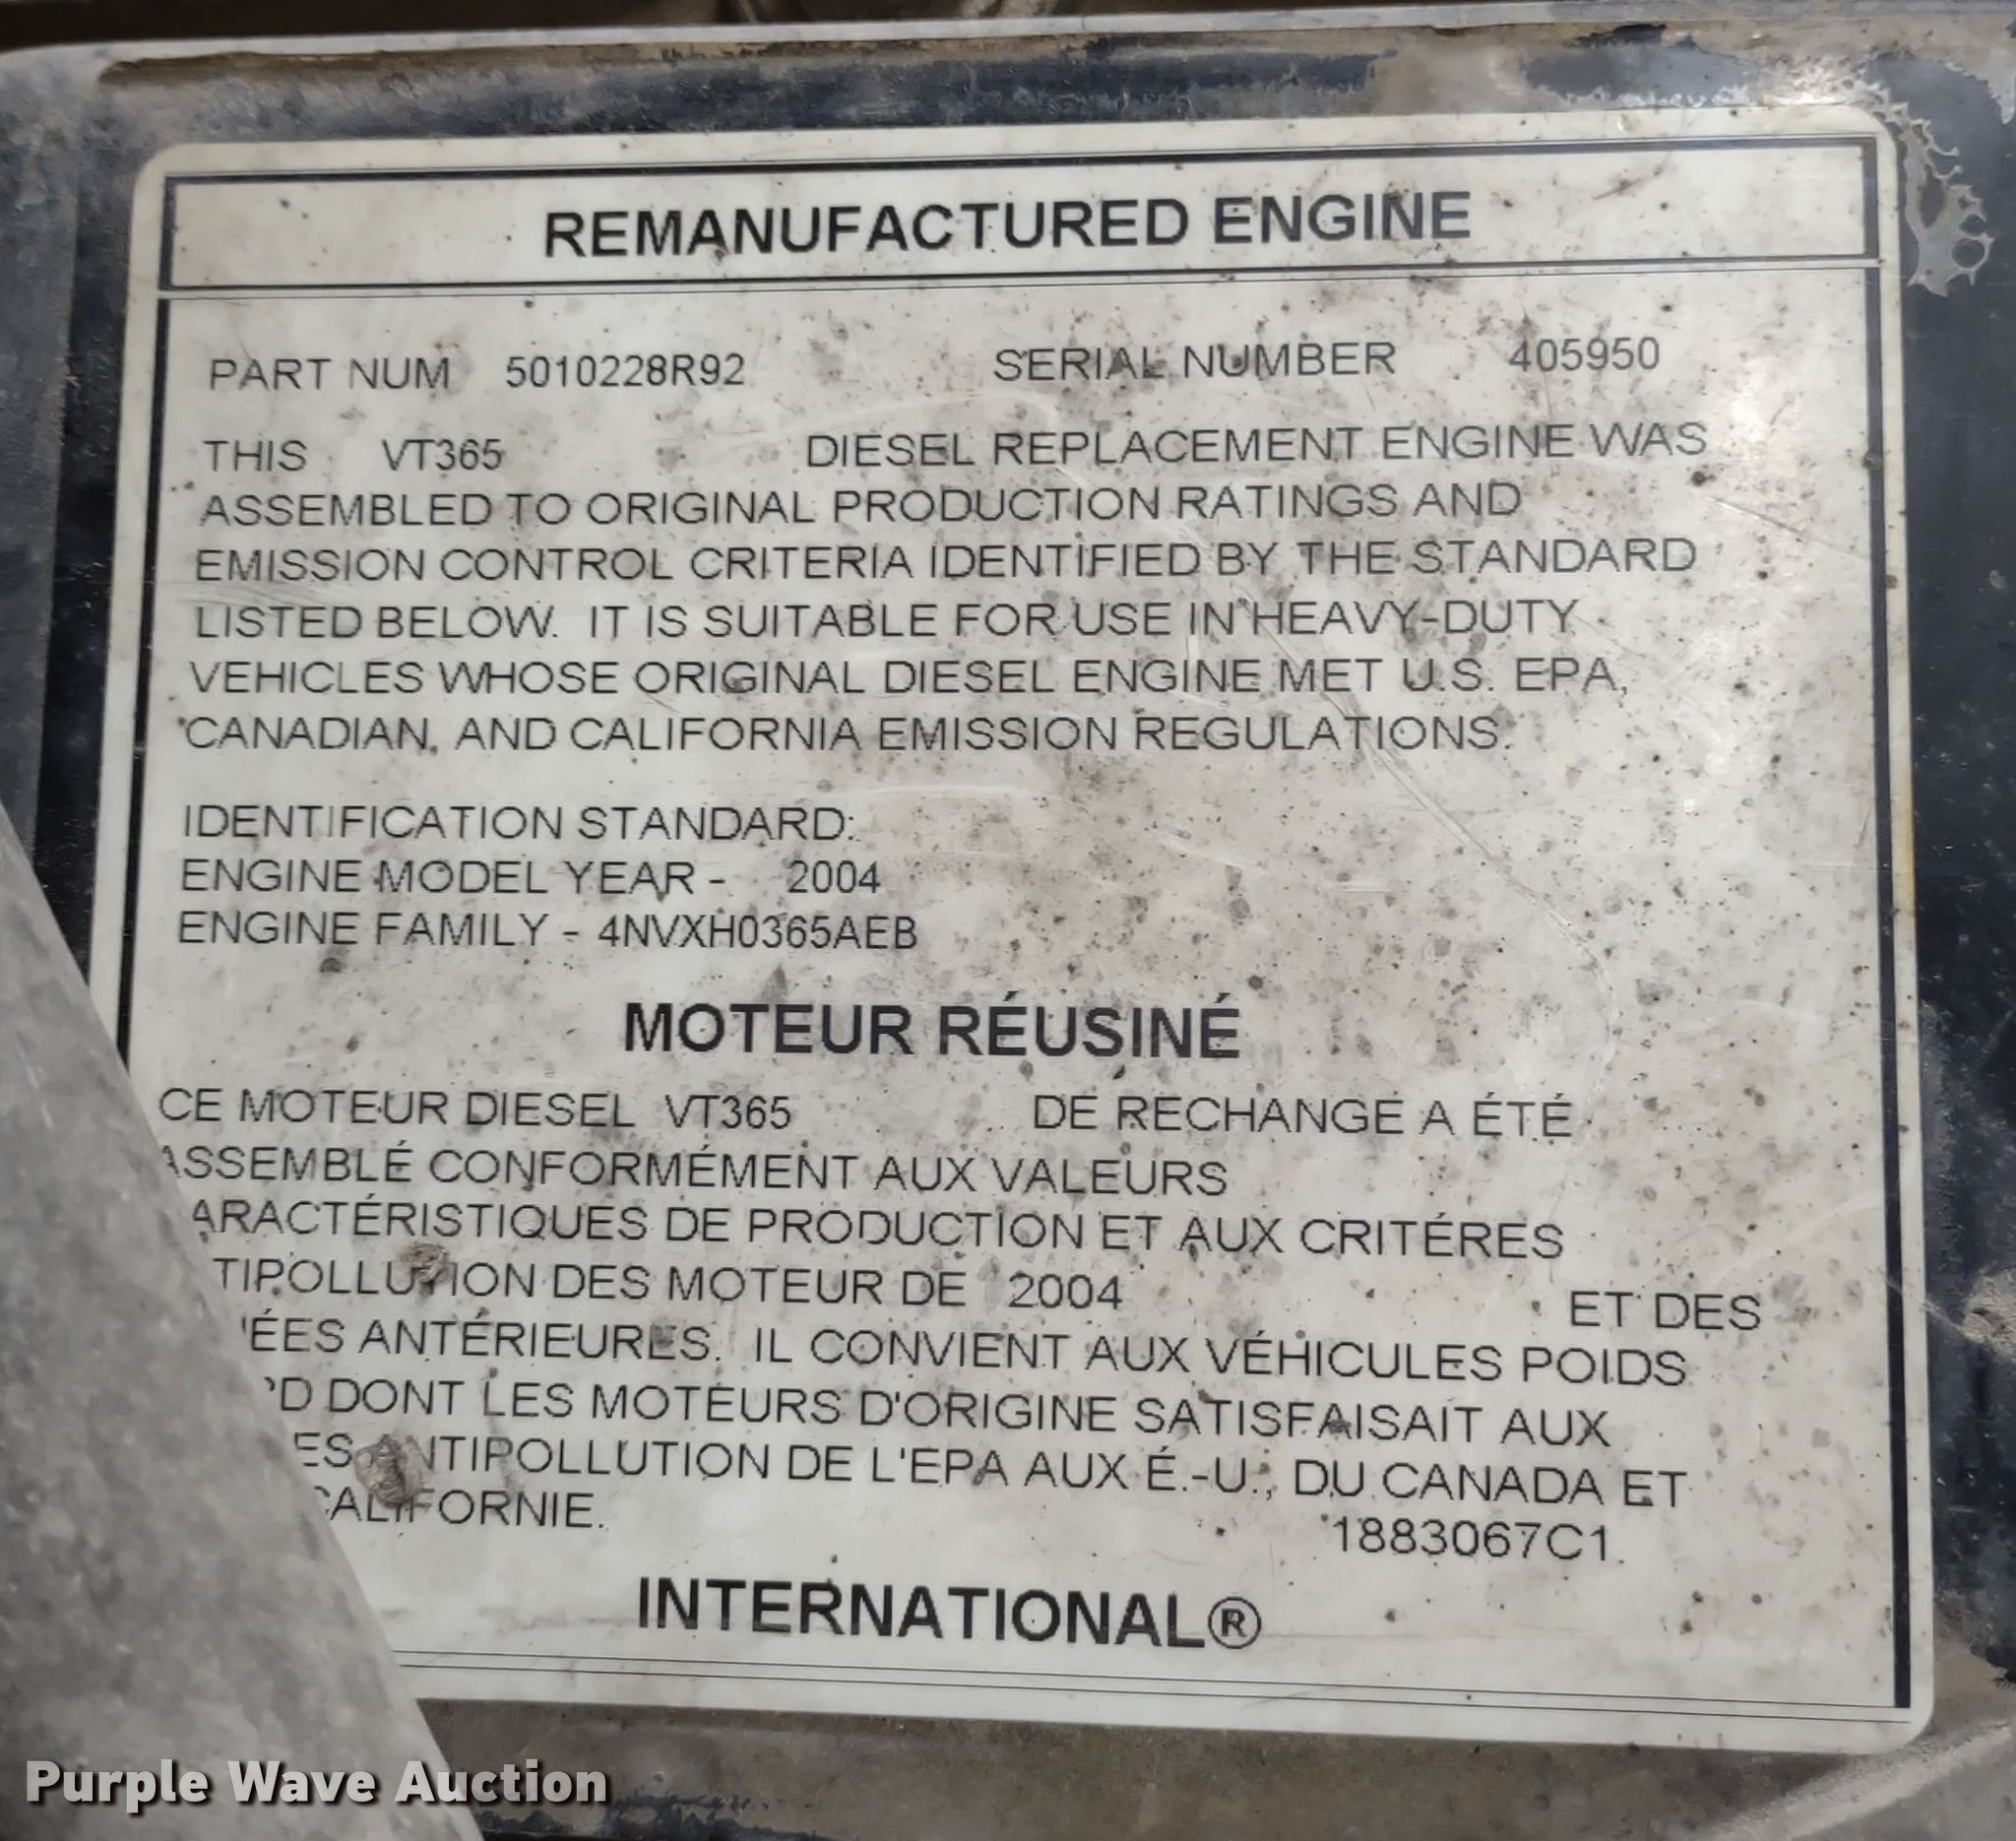 REMANUFACTURED ENGINE
PART NUM 5010228R92 SERIAL NUMBER 405950
THIS VT365 DIESEL REPLACEMENT ENGINE WAS
ASSEMBLED TO ORIGINAL PRODUCTION RATINGS AND
EMISSION CONTROL CRITERIA IDENTIFIED BY THE STANDARD
LISTED BELOW. IT IS SUITABLE FOR USE IN HEAVY-DUTY
VEHICLES WHOSE ORIGINAL DIESEL ENGINE MET U.S. EPA,
CANADIAN, AND CALIFORNIA EMISSION REGULATIONS.
IDENTIFICATION STANDARD:
ENGINE MODEL YEAR - 2004
ENGINE FAMILY - 4NVXH0365AEB
MOTEUR RÉUSINÉ
CE MOTEUR DIESEL VT365 DE RECHANGE A ÉTÉ
ASSEMBLÉ CONFORMÉMENT AUX VALEURS
ARACTÉRISTIQUES DE PRODUCTION ET AUX CRITÉRES
TIPOLLUTION DES MOTEUR DE 2004 ET DES
ÉES ANTÉRIEURES. IL CONVIENT AUX VÉHICULES POIDS
D DONT LES MOTEURS D'ORIGINE SATISFAISAIT AUX
ES ANTIPOLLUTION DE L'EPA AUX É.-U., DU CANADA ET
CALIFORNIE.
1883067C1.
INTERNATIONAL®
Purple Wave Auction